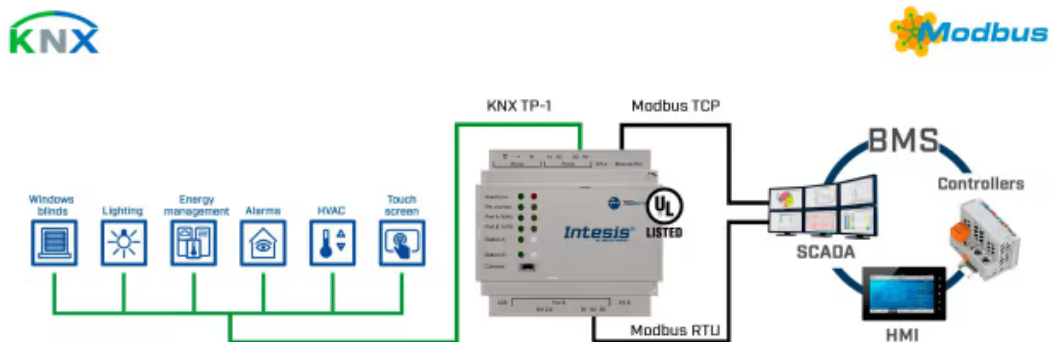 KNX
Modbus
KNX TP-1
Modbus TCP
BMS
Controllers
Windows
blinds
Lighting
Energy
management
Alarms
HVAC
Touch
screen
Intesis
UL
LISTED
SCADA
Port B
Modbus RTU
HMI